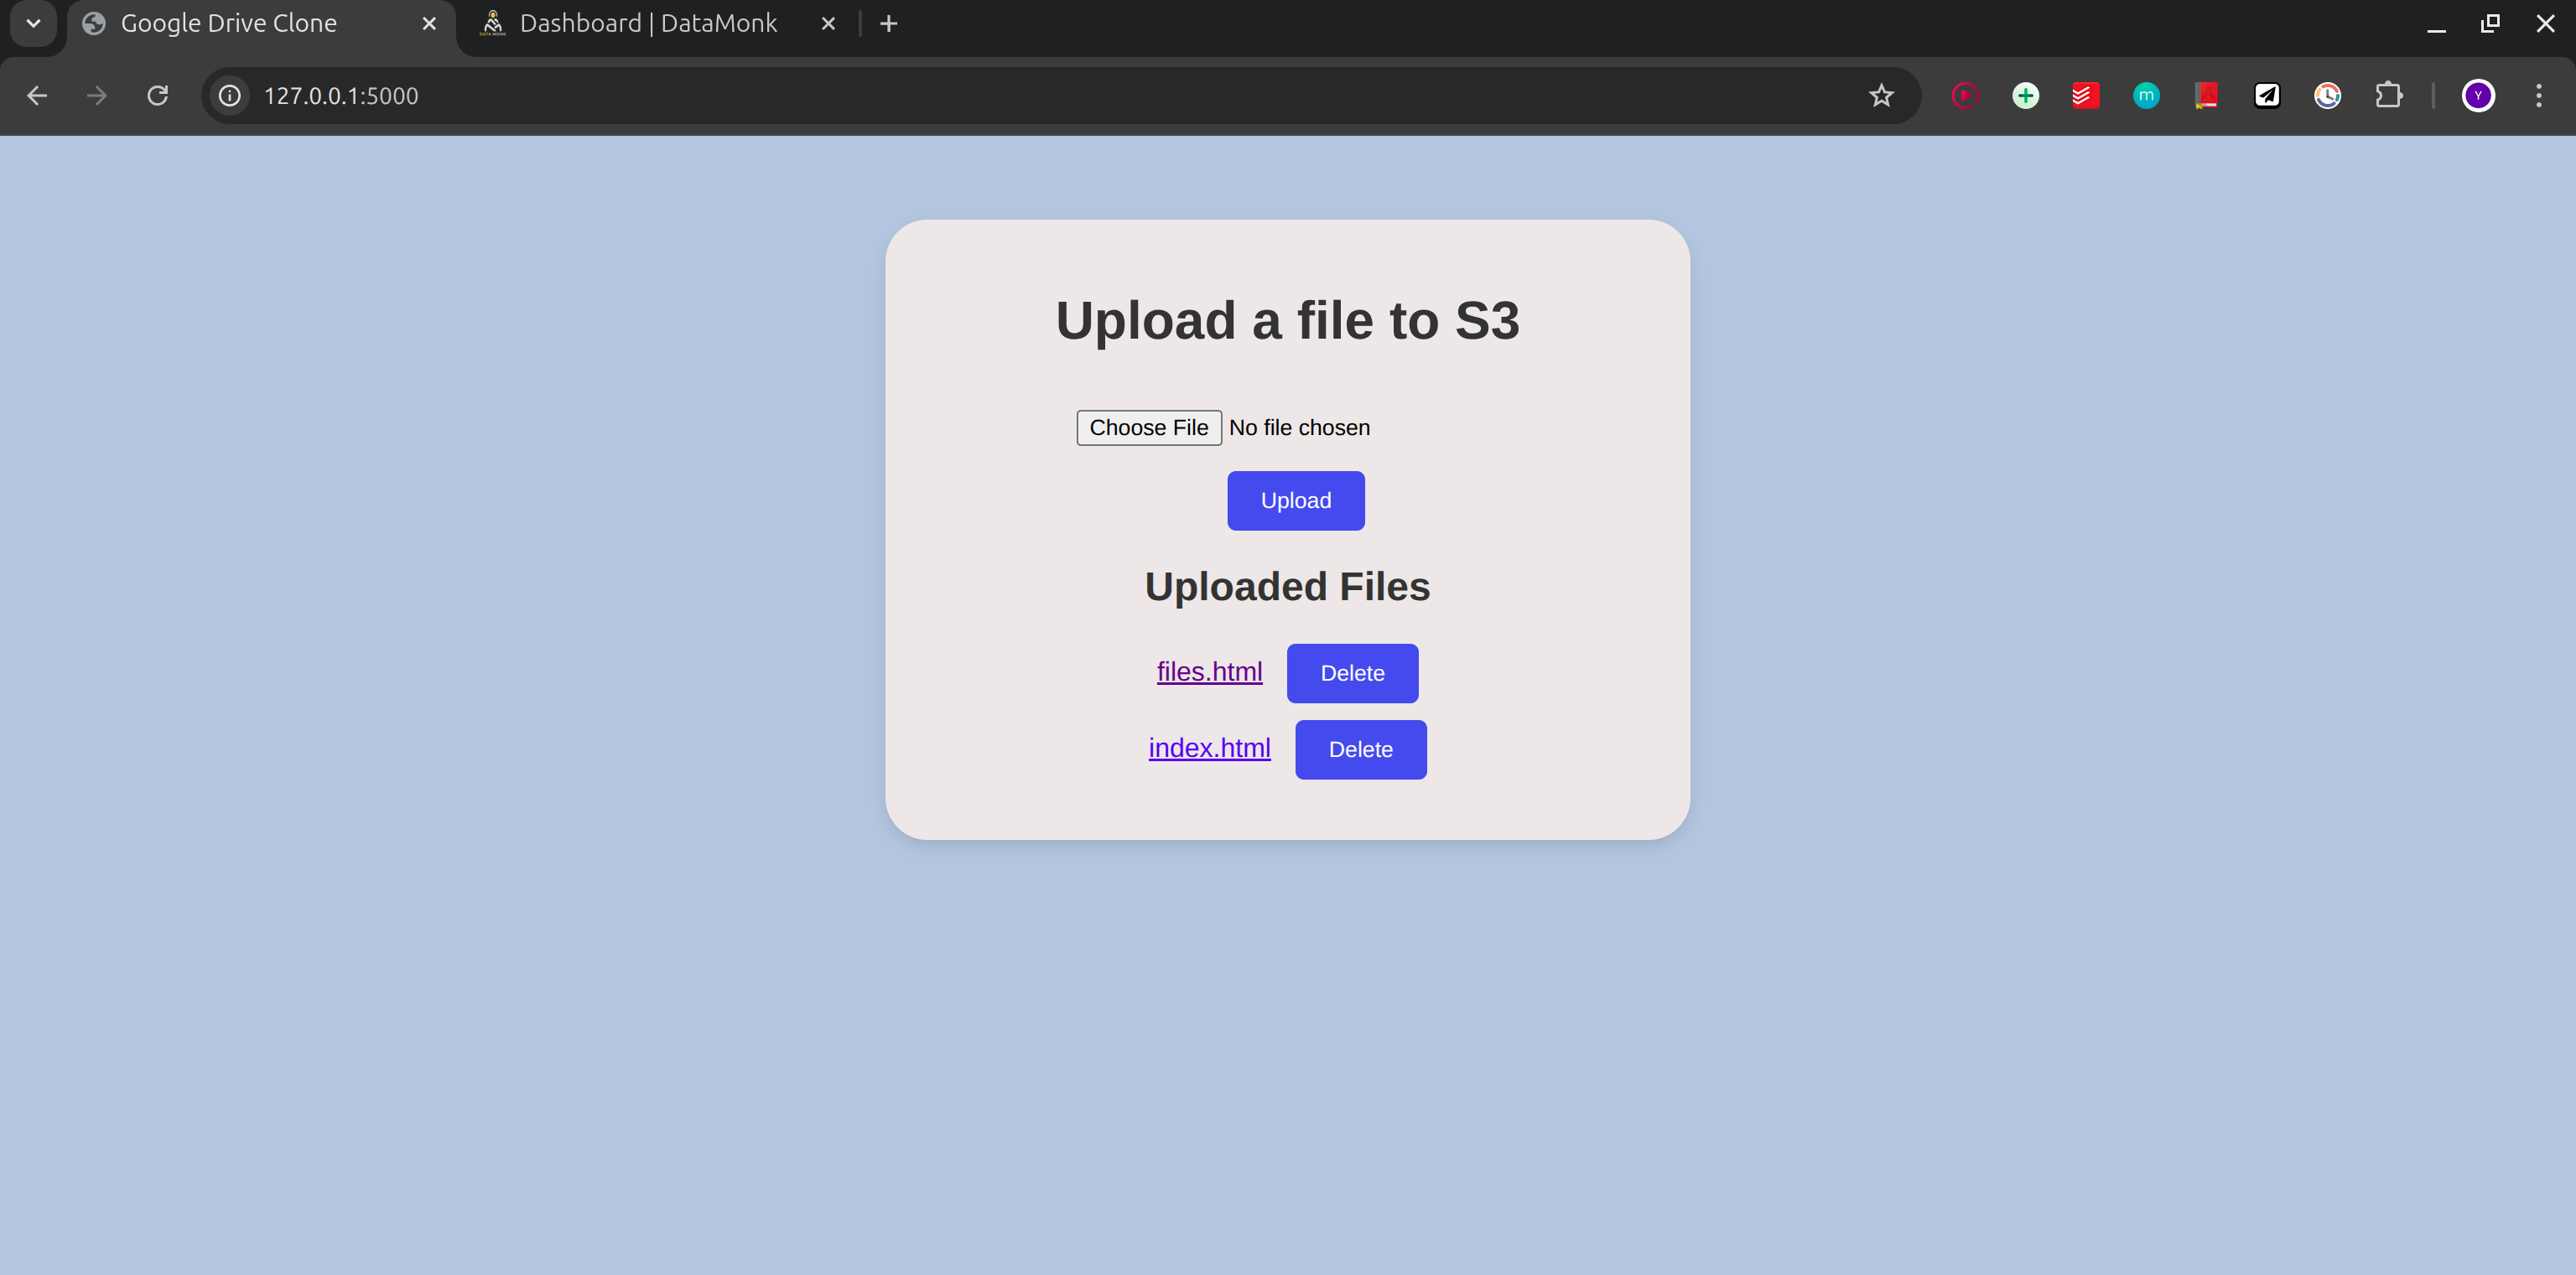 Google Drive Clone
Dashboard | DataMonk
127.0.0.1:5000
m
Y
Upload a file to S3
Choose File No file chosen
Upload
Uploaded Files
files.html Delete
index.html Delete